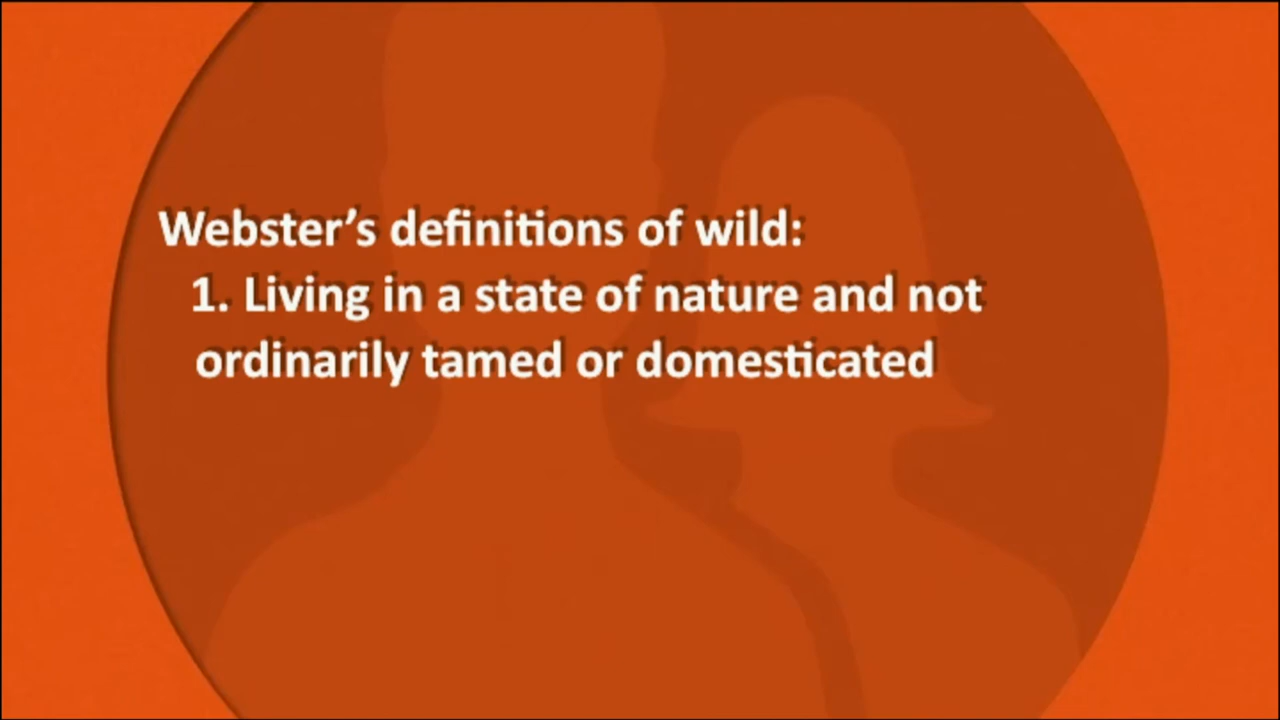 Webster’s definitions of wild:
1. Living in a state of nature and not
ordinarily tamed or domesticated